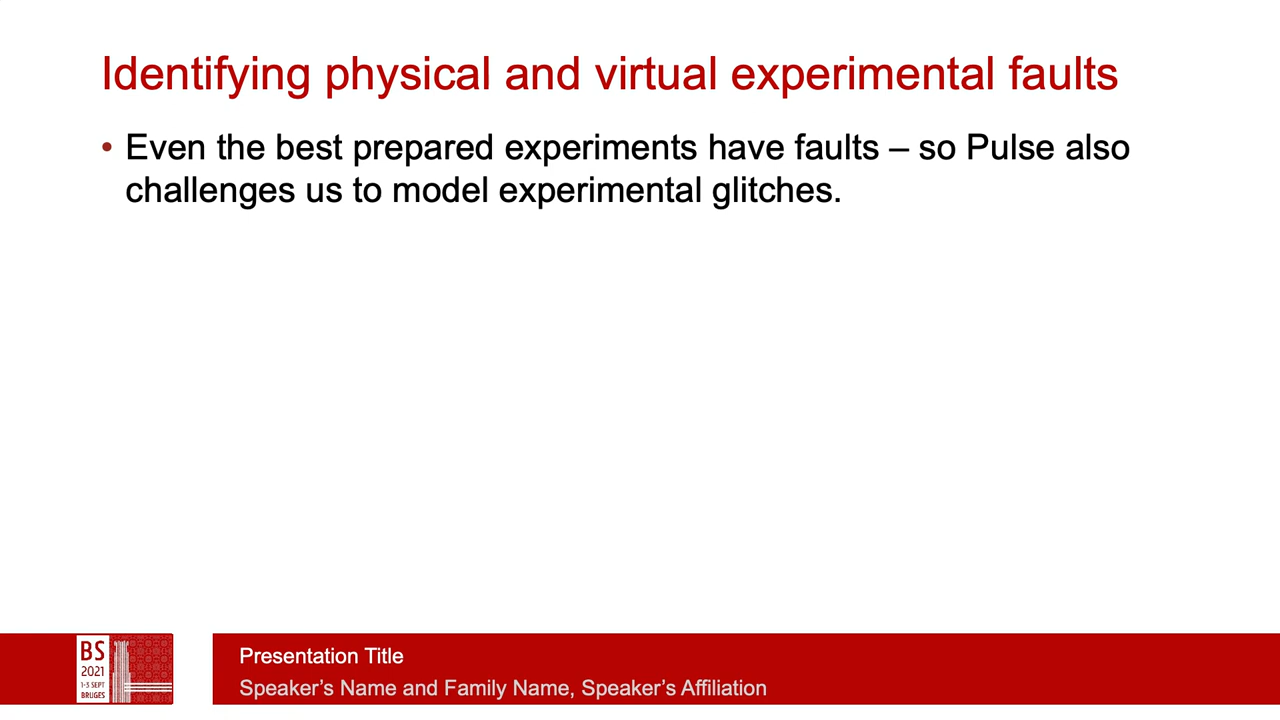 Identifying physical and virtual experimental faults
• Even the best prepared experiments have faults – so Pulse also
challenges us to model experimental glitches.
BS
2021
1-3 SEPT
BRUGES
Presentation Title
Speaker’s Name and Family Name, Speaker’s Affiliation